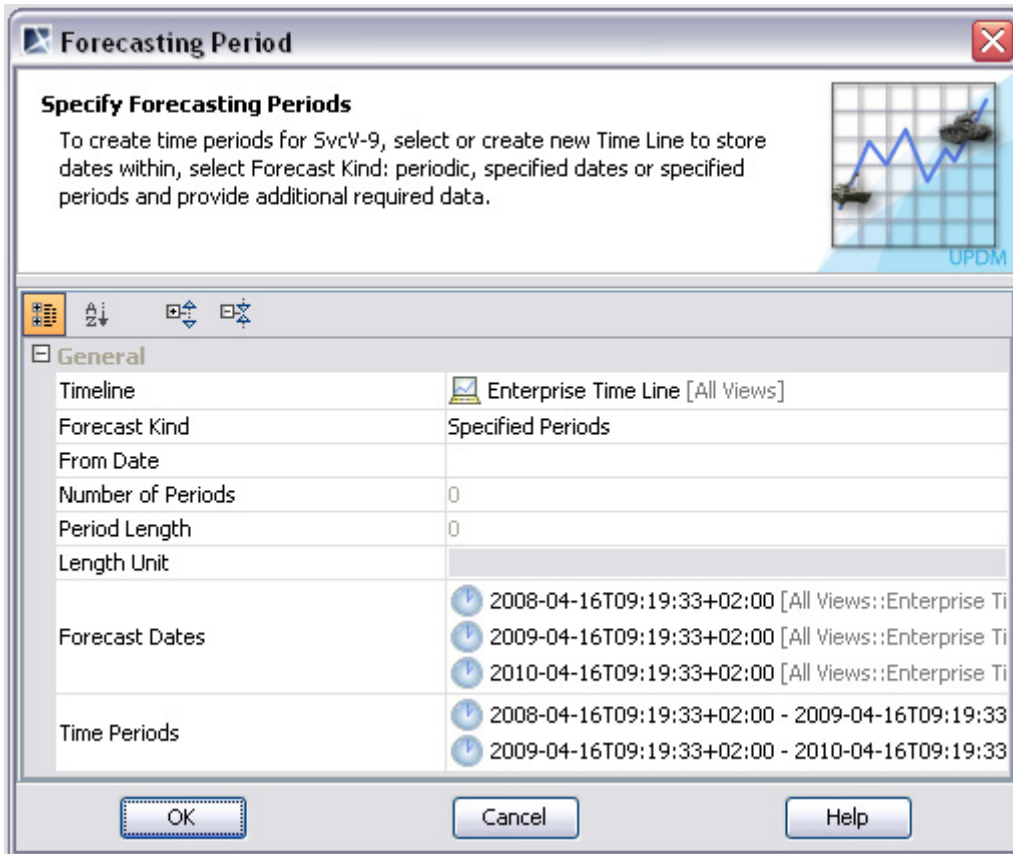 Forecasting Period
Specify Forecasting Periods
To create time periods for SvcV-9, select or create new Time Line to store
dates within, select Forecast Kind: periodic, specified dates or specified
periods and provide additional required data.
UPDM
General
Timeline Enterprise Time Line [All Views]
Forecast Kind Specified Periods
From Date
Number of Periods 0
Period Length 0
Length Unit
Forecast Dates
2008-04-16T09:19:33+02:00 [All Views::Enterprise Ti
2009-04-16T09:19:33+02:00 [All Views::Enterprise Ti
2010-04-16T09:19:33+02:00 [All Views::Enterprise Ti
Time Periods
2008-04-16T09:19:33+02:00 - 2009-04-16T09:19:33
2009-04-16T09:19:33+02:00 - 2010-04-16T09:19:33
OK Cancel Help